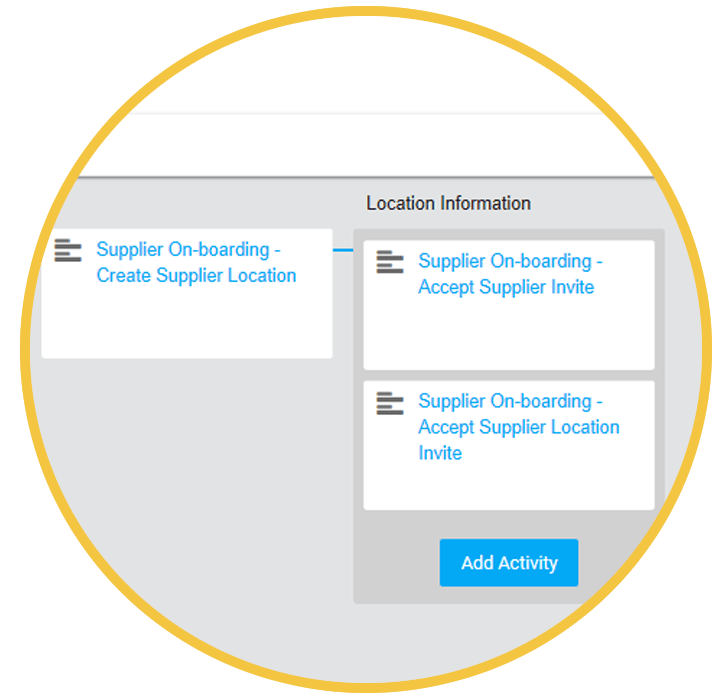 Location Information
Supplier On-boarding -
Create Supplier Location
Supplier On-boarding -
Accept Supplier Invite
Supplier On-boarding -
Accept Supplier Location
Invite
Add Activity